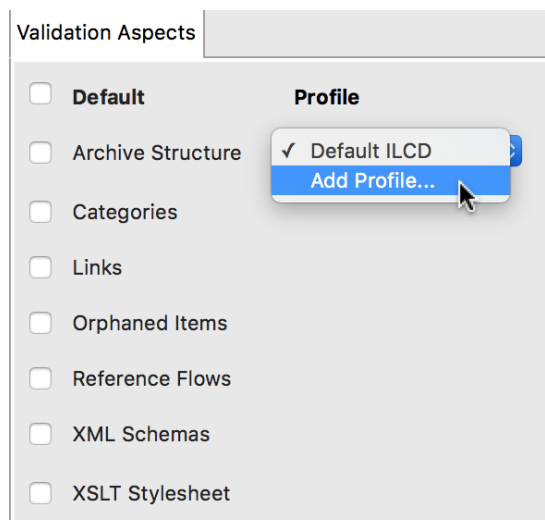 Validation Aspects
Default Profile
Archive Structure ✓ Default ILCD
Add Profile...
Categories
Links
Orphaned Items
Reference Flows
XML Schemas
XSLT Stylesheet